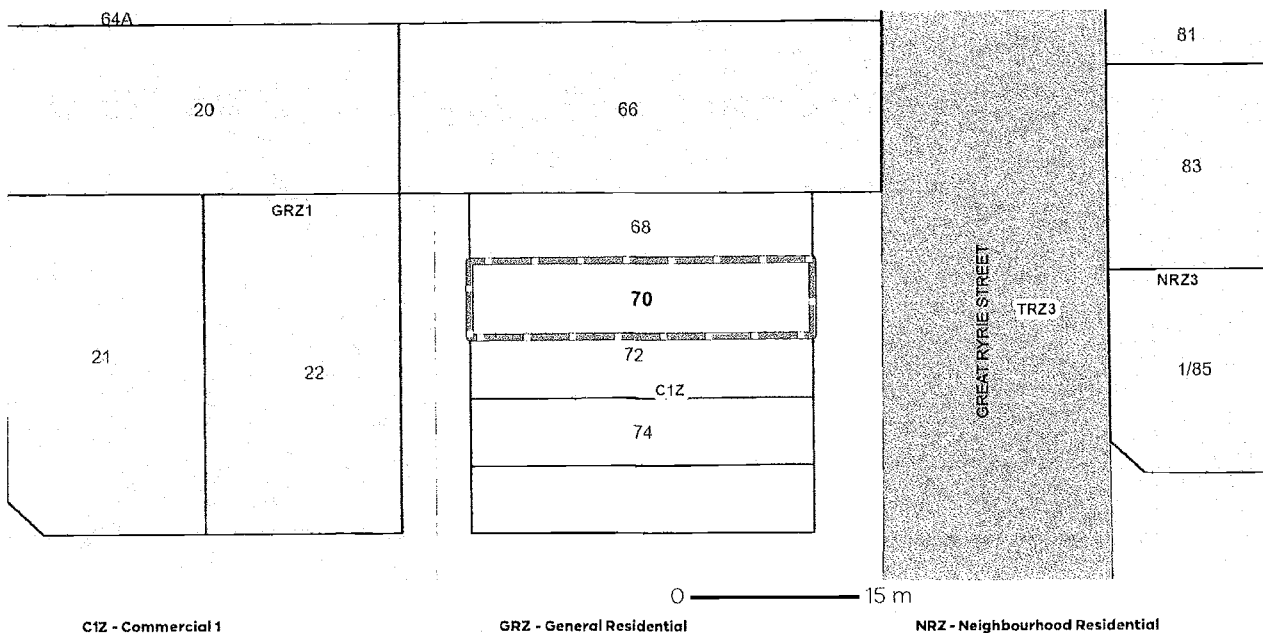 64A
81
20
66
83
GRZ1
68
70
NRZ3
GREAT RYRIE STREET
TRZ3
72
21
22
1/85
C1Z
74
0 15 m
C1Z - Commercial 1
GRZ - General Residential
NRZ - Neighbourhood Residential